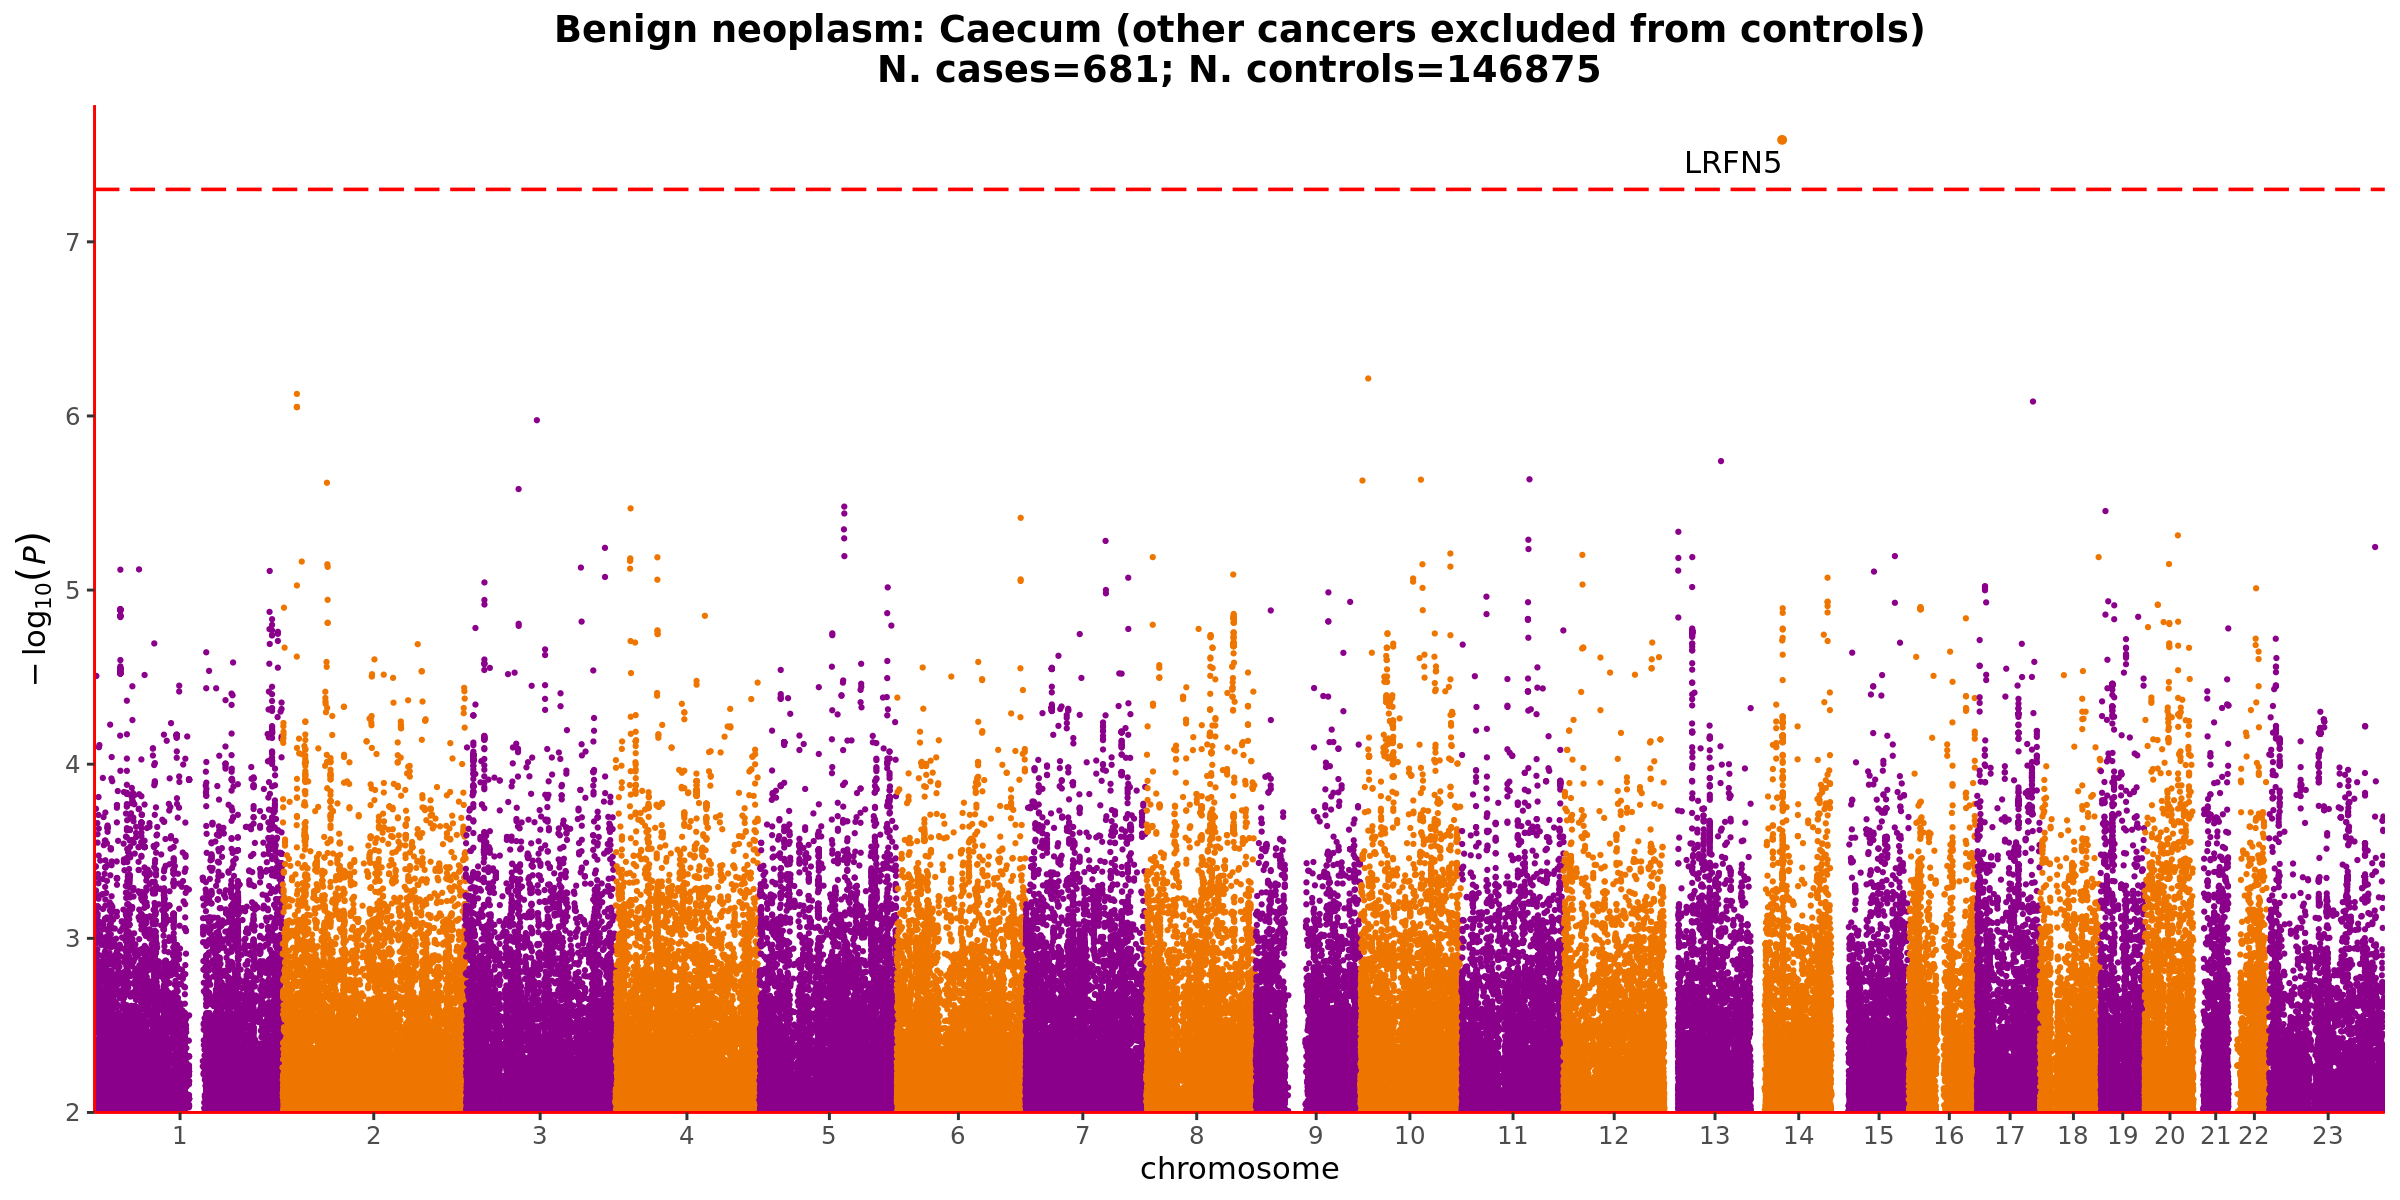 Benign neoplasm: Caecum (other cancers excluded from controls)
N. cases=681; N. controls=146875
LRFN5
7
6
5
4
3
2
−log10(P)
1 2 3 4 5 6 7 8 9 10 11 12 13 14 15 16 17 18 19 20 21 22 23
chromosome